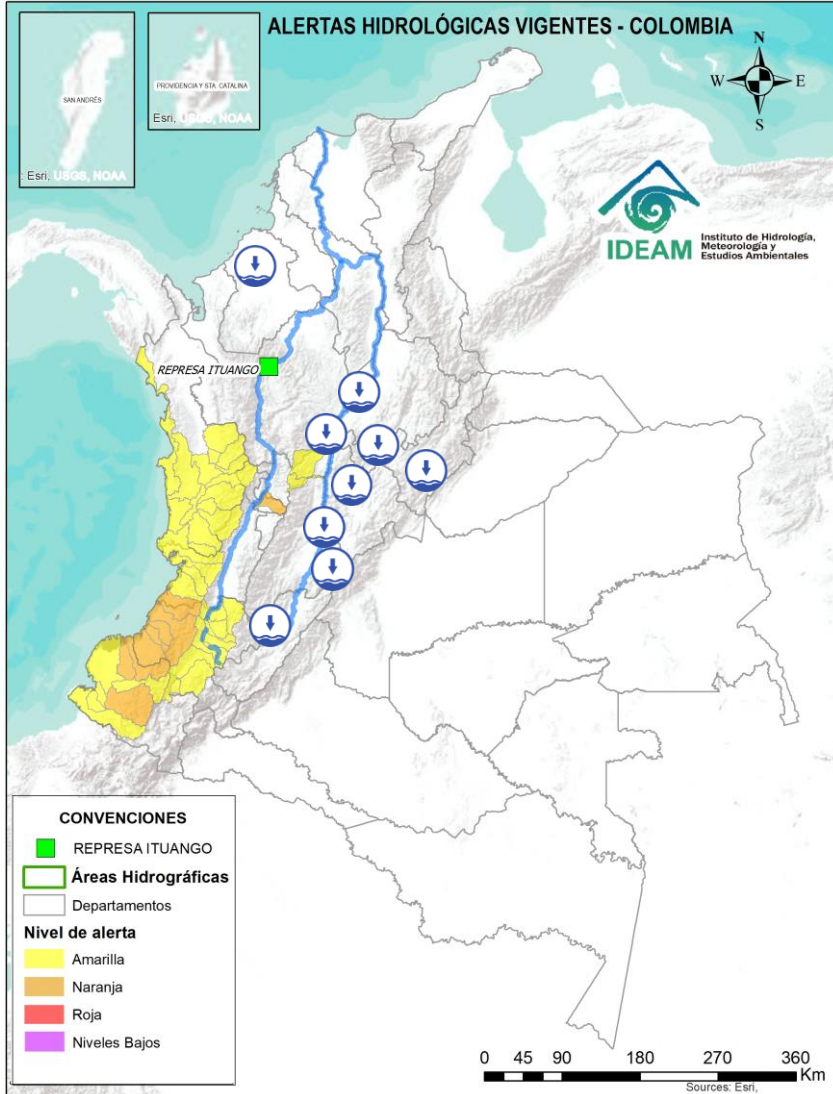 ALERTAS HIDROLÓGICAS VIGENTES - COLOMBIA
SAN ANDRÉS
Esri, USGS, NOAA
PROVIDENCIA Y STA. CATALINA
Esri, USGS, NOAA
N
W
E
S
IDEAM
Instituto de Hidrología,
Meteorología y
Estudios Ambientales
REPRESA ITUANGO
CONVENCIONES
REPRESA ITUANGO
Áreas Hidrográficas
Departamentos
Nivel de alerta
Amarilla
Naranja
Roja
Niveles Bajos
0 45 90 180 270 360
Km
Sources: Esri,